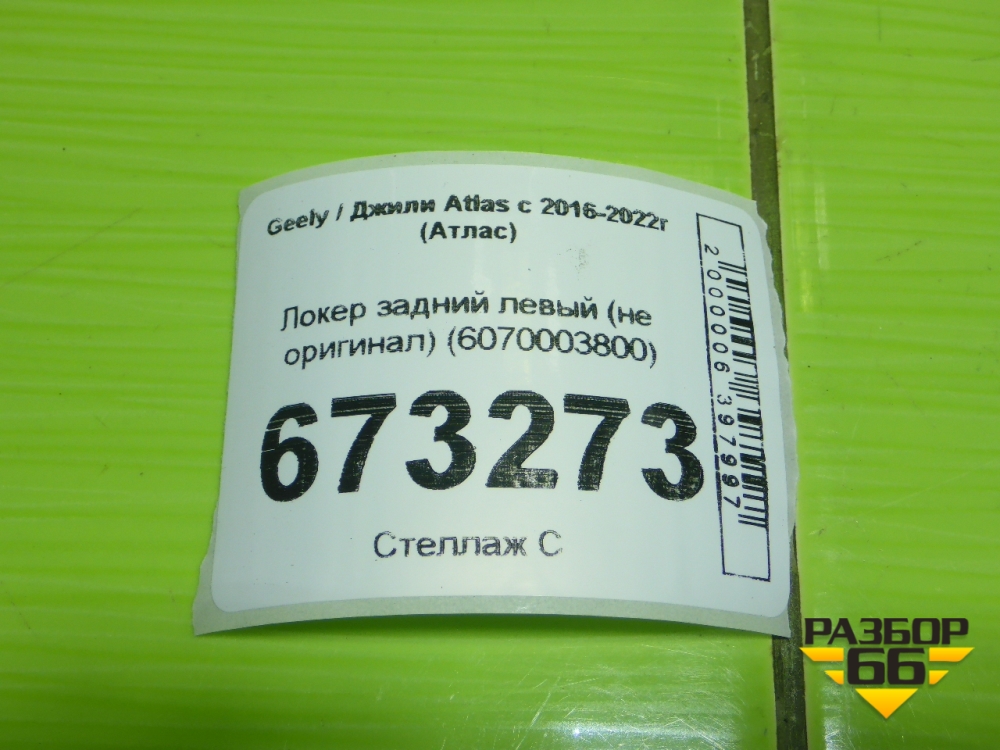 Geely / Джили Atlas с 2016-2022г
(Атлас)
Локер задний левый (не
оригинал) (6070003800)
673273
Стеллаж С
2000006397997
РАЗБОР
66